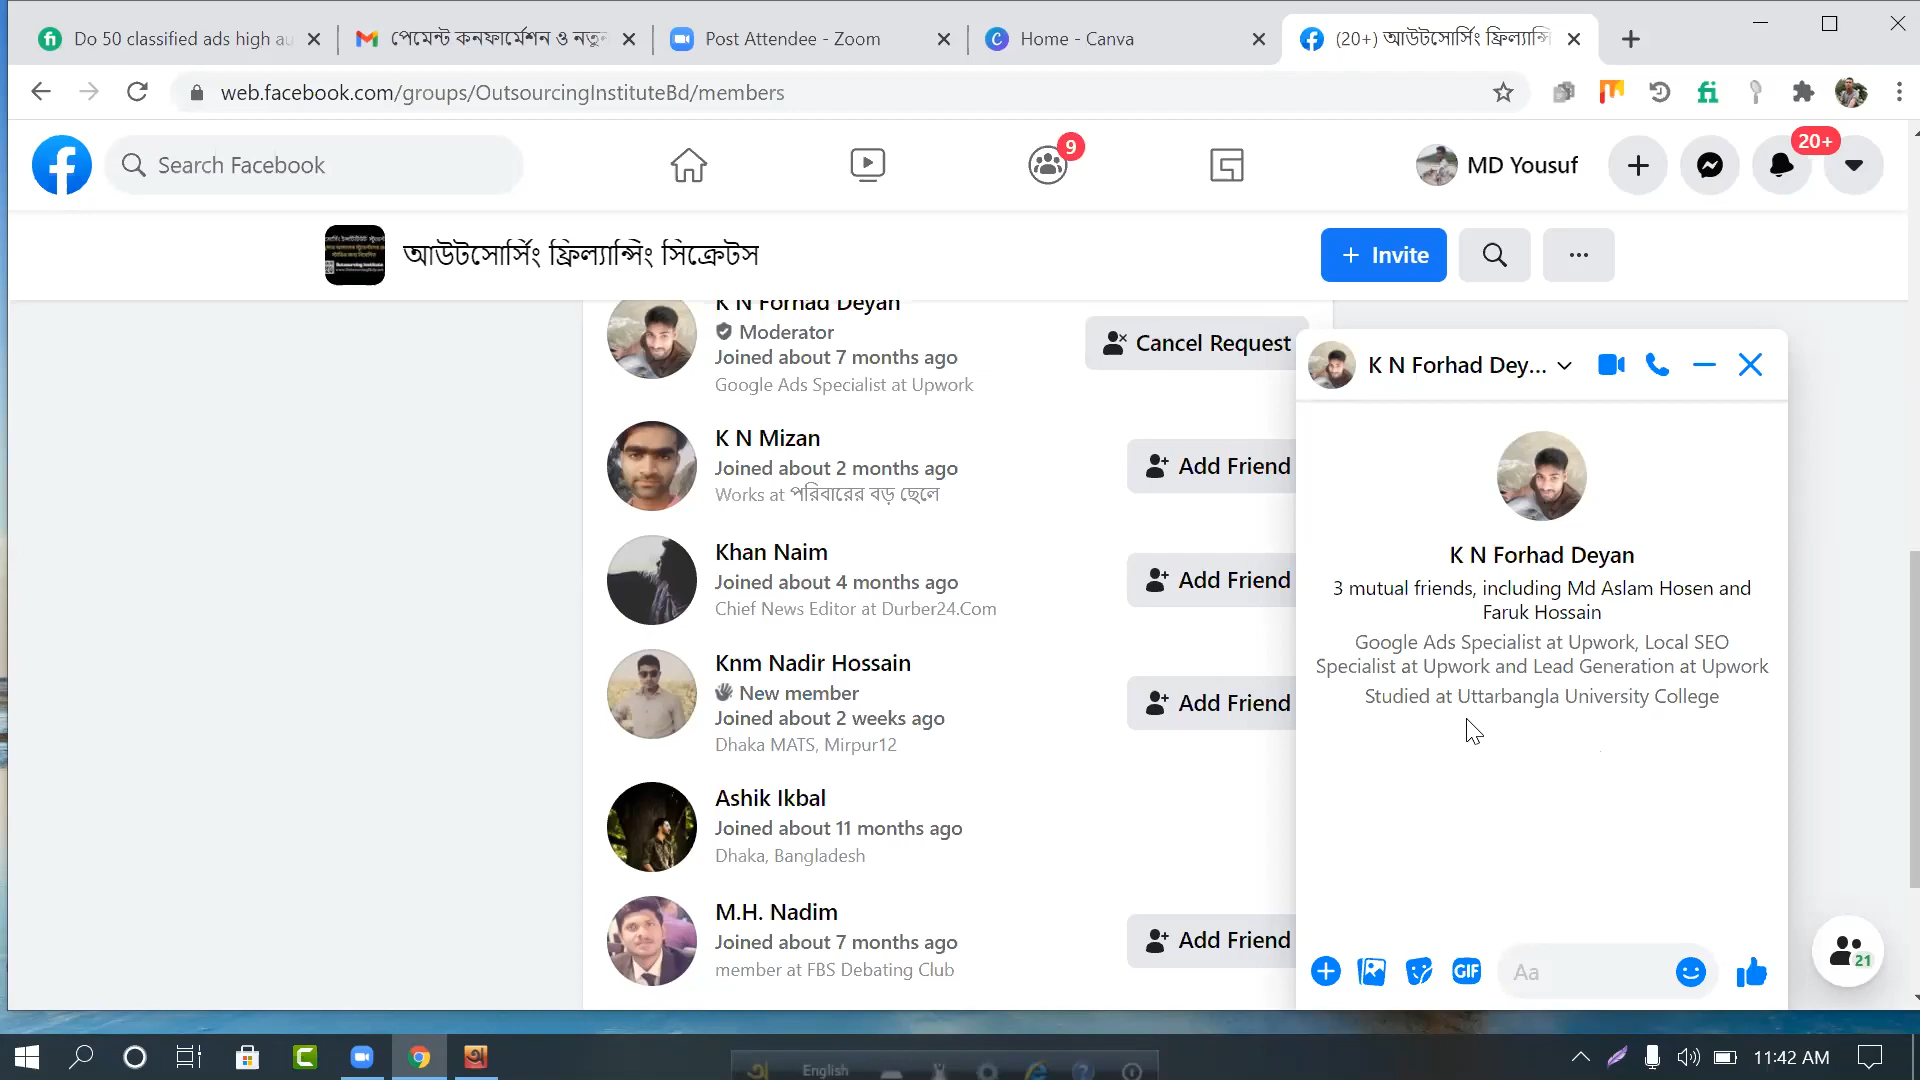 Do 50 classified ads high au
পেমেন্ট কনফার্মেশন ও নতুন
Post Attendee - Zoom
Home - Canva
(20+) আউটসোর্সিং ফ্রিল্যান্সি
web.facebook.com/groups/OutsourcingInstituteBd/members
Search Facebook
9
MD Yousuf
20+
আউটসোর্সিং ফ্রিল্যান্সিং সিক্রেটস
+ Invite
K N Forhad Deyan
Moderator
Joined about 7 months ago
Google Ads Specialist at Upwork
Cancel Request
K N Mizan
Joined about 2 months ago
Works at পরিবারের বড় ছেলে
Add Friend
Khan Naim
Joined about 4 months ago
Chief News Editor at Durber24.Com
Add Friend
Knm Nadir Hossain
New member
Joined about 2 weeks ago
Dhaka MATS, Mirpur12
Add Friend
Ashik Ikbal
Joined about 11 months ago
Dhaka, Bangladesh
M.H. Nadim
Joined about 7 months ago
member at FBS Debating Club
Add Friend
K N Forhad Dey...
K N Forhad Deyan
3 mutual friends, including Md Aslam Hosen and
Faruk Hossain
Google Ads Specialist at Upwork, Local SEO
Specialist at Upwork and Lead Generation at Upwork
Studied at Uttarbangla University College
GIF
Aa
21
English
11:42 AM